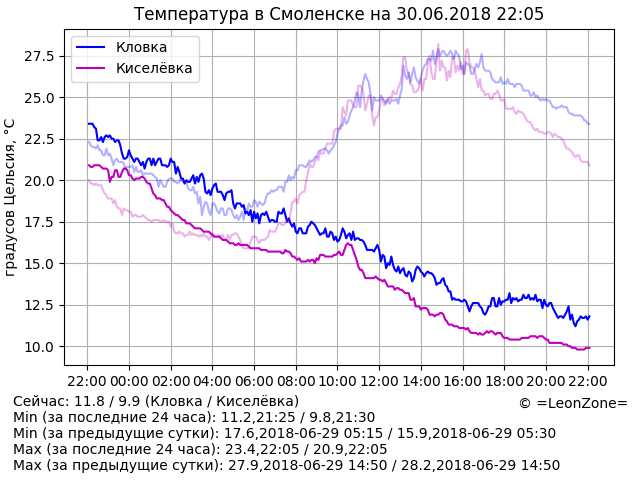 Температура в Смоленске на 30.06.2018 22:05
Кловка
Киселёвка
градусов Цельсия, °C
27.5
25.0
22.5
20.0
17.5
15.0
12.5
10.0
22:00 00:00 02:00 04:00 06:00 08:00 10:00 12:00 14:00 16:00 18:00 20:00 22:00
Сейчас: 11.8 / 9.9 (Кловка / Киселёвка)
© =LeonZone=
Min (за последние 24 часа): 11.2,21:25 / 9.8,21:30
Min (за предыдущие сутки): 17.6,2018-06-29 05:15 / 15.9,2018-06-29 05:30
Max (за последние 24 часа): 23.4,22:05 / 20.9,22:05
Max (за предыдущие сутки): 27.9,2018-06-29 14:50 / 28.2,2018-06-29 14:50